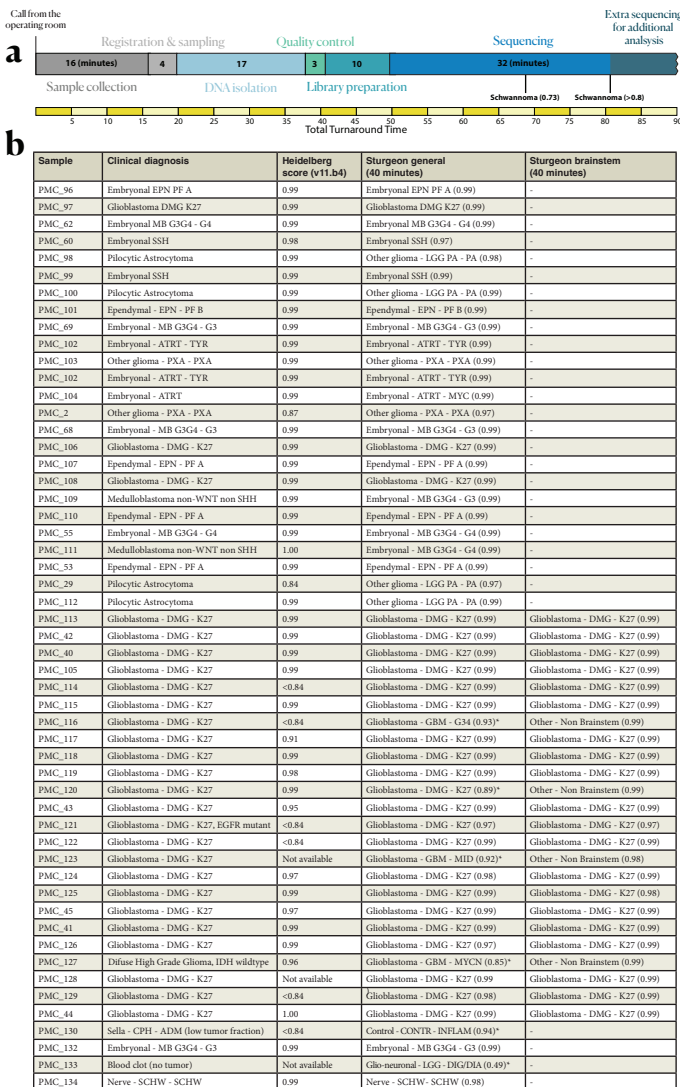 Call from the
operating room
Extra sequencing
for additional
analysis
Registration & sampling
Quality control
Sequencing
a
16 (minutes)
4
17
3
10
32 (minutes)
Sample collection
DNA isolation
Library preparation
Schwannoma (0.73)
Schwannoma (>0.8)
5 10 15 20 25 30 35 40 45 50 55 60 65 70 75 80 85 90
Total Turnaround Time
b
Sample Clinical diagnosis Heidelberg score (v11.b4) Sturgeon general (40 minutes) Sturgeon brainstem (40 minutes)
PMC_96 Embryonal EPN PF A 0.99 Embryonal EPN PF A (0.99) -
PMC_97 Glioblastoma DMG K27 0.99 Glioblastoma DMG K27 (0.99) -
PMC_62 Embryonal MB G3G4 - G4 0.99 Embryonal MB G3G4 - G4 (0.99) -
PMC_60 Embryonal SSH 0.98 Embryonal SSH (0.97) -
PMC_98 Pilocytic Astrocytoma 0.99 Other glioma - LGG PA - PA (0.98) -
PMC_99 Embryonal SSH 0.99 Embryonal SSH (0.99) -
PMC_100 Pilocytic Astrocytoma 0.99 Other glioma - LGG PA - PA (0.99) -
PMC_101 Ependymal - EPN - PF B 0.99 Ependymal - EPN - PF B (0.99) -
PMC_69 Embryonal - MB G3G4 - G3 0.99 Embryonal - MB G3G4 - G3 (0.99) -
PMC_102 Embryonal - ATRT - TYR 0.99 Embryonal - ATRT - TYR (0.99) -
PMC_103 Other glioma - PXA - PXA 0.99 Other glioma - PXA - PXA (0.99) -
PMC_102 Embryonal - ATRT - TYR 0.99 Embryonal - ATRT - TYR (0.99) -
PMC_104 Embryonal - ATRT 0.99 Embryonal - ATRT - MYC (0.99) -
PMC_2 Other glioma - PXA - PXA 0.87 Other glioma - PXA - PXA (0.97) -
PMC_68 Embryonal - MB G3G4 - G3 0.99 Embryonal - MB G3G4 - G3 (0.99) -
PMC_106 Glioblastoma - DMG - K27 0.99 Glioblastoma - DMG - K27 (0.99) -
PMC_107 Ependymal - EPN - PF A 0.99 Ependymal - EPN - PF A (0.99) -
PMC_108 Glioblastoma - DMG - K27 0.99 Glioblastoma - DMG - K27 (0.99) -
PMC_109 Medulloblastoma non-WNT non SHH 0.99 Embryonal - MB G3G4 - G3 (0.99) -
PMC_110 Ependymal - EPN - PF A 0.99 Ependymal - EPN - PF A (0.99) -
PMC_55 Embryonal - MB G3G4 - G4 0.99 Embryonal - MB G3G4 - G4 (0.99) -
PMC_111 Medulloblastoma non-WNT non SHH 1.00 Embryonal - MB G3G4 - G4 (0.99) -
PMC_53 Ependymal - EPN - PF A 0.99 Ependymal - EPN - PF A (0.99) -
PMC_29 Pilocytic Astrocytoma 0.84 Other glioma - LGG PA - PA (0.97) -
PMC_112 Pilocytic Astrocytoma 0.99 Other glioma - LGG PA - PA (0.99) -
PMC_113 Glioblastoma - DMG - K27 0.99 Glioblastoma - DMG - K27 (0.99) Glioblastoma - DMG - K27 (0.99)
PMC_42 Glioblastoma - DMG - K27 0.99 Glioblastoma - DMG - K27 (0.99) Glioblastoma - DMG - K27 (0.99)
PMC_40 Glioblastoma - DMG - K27 0.99 Glioblastoma - DMG - K27 (0.99) Glioblastoma - DMG - K27 (0.99)
PMC_105 Glioblastoma - DMG - K27 0.99 Glioblastoma - DMG - K27 (0.99) Glioblastoma - DMG - K27 (0.99)
PMC_114 Glioblastoma - DMG - K27 <0.84 Glioblastoma - DMG - K27 (0.99) Glioblastoma - DMG - K27 (0.99)
PMC_115 Glioblastoma - DMG - K27 0.99 Glioblastoma - DMG - K27 (0.99) Glioblastoma - DMG - K27 (0.99)
PMC_116 Glioblastoma - DMG - K27 <0.84 Glioblastoma - GBM - G34 (0.93)* Other - Non Brainstem (0.99)
PMC_117 Glioblastoma - DMG - K27 0.91 Glioblastoma - DMG - K27 (0.99) Glioblastoma - DMG - K27 (0.99)
PMC_118 Glioblastoma - DMG - K27 0.99 Glioblastoma - DMG - K27 (0.99) Glioblastoma - DMG - K27 (0.99)
PMC_119 Glioblastoma - DMG - K27 0.98 Glioblastoma - DMG - K27 (0.99) Glioblastoma - DMG - K27 (0.99)
PMC_120 Glioblastoma - DMG - K27 0.99 Glioblastoma - DMG - K27 (0.89)* Other - Non Brainstem (0.99)
PMC_43 Glioblastoma - DMG - K27 0.95 Glioblastoma - DMG - K27 (0.99) Glioblastoma - DMG - K27 (0.99)
PMC_121 Glioblastoma - DMG - K27, EGFR mutant <0.84 Glioblastoma - DMG - K27 (0.97) Glioblastoma - DMG - K27 (0.97)
PMC_122 Glioblastoma - DMG - K27 <0.84 Glioblastoma - DMG - K27 (0.99) Glioblastoma - DMG - K27 (0.99)
PMC_123 Glioblastoma - DMG - K27 Not available Glioblastoma - GBM - MID (0.92)* Other - Non Brainstem (0.98)
PMC_124 Glioblastoma - DMG - K27 0.97 Glioblastoma - DMG - K27 (0.98) Glioblastoma - DMG - K27 (0.99)
PMC_125 Glioblastoma - DMG - K27 0.99 Glioblastoma - DMG - K27 (0.99) Glioblastoma - DMG - K27 (0.98)
PMC_45 Glioblastoma - DMG - K27 0.97 Glioblastoma - DMG - K27 (0.99) Glioblastoma - DMG - K27 (0.99)
PMC_41 Glioblastoma - DMG - K27 0.99 Glioblastoma - DMG - K27 (0.99) Glioblastoma - DMG - K27 (0.99)
PMC_126 Glioblastoma - DMG - K27 0.99 Glioblastoma - DMG - K27 (0.97) Glioblastoma - DMG - K27 (0.99)
PMC_127 Difuse High Grade Glioma, IDH wildtype 0.96 Glioblastoma - GBM - MYCN (0.85)* Other - Non Brainstem (0.99)
PMC_128 Glioblastoma - DMG - K27 Not available Glioblastoma - DMG - K27 (0.99 Glioblastoma - DMG - K27 (0.99)
PMC_129 Glioblastoma - DMG - K27 <0.84 )Glioblastoma - DMG - K27 (0.98) Glioblastoma - DMG - K27 (0.99)
PMC_44 Glioblastoma - DMG - K27 1.00 Glioblastoma - DMG - K27 (0.99) Glioblastoma - DMG - K27 (0.99)
PMC_130 Sella - CPH - ADM (low tumor fraction) <0.84 Control - CONTR - INFLAM (0.94)* -
PMC_132 Embryonal - MB G3G4 - G3 0.99 Embryonal - MB G3G4 - G3 (0.99) -
PMC_133 Blood clot (no tumor) Not available Glio-neuronal - LGG - DIG/DIA (0.49)* -
PMC_134 Nerve - SCHW - SCHW 0.99 Nerve - SCHW- SCHW (0.98) -